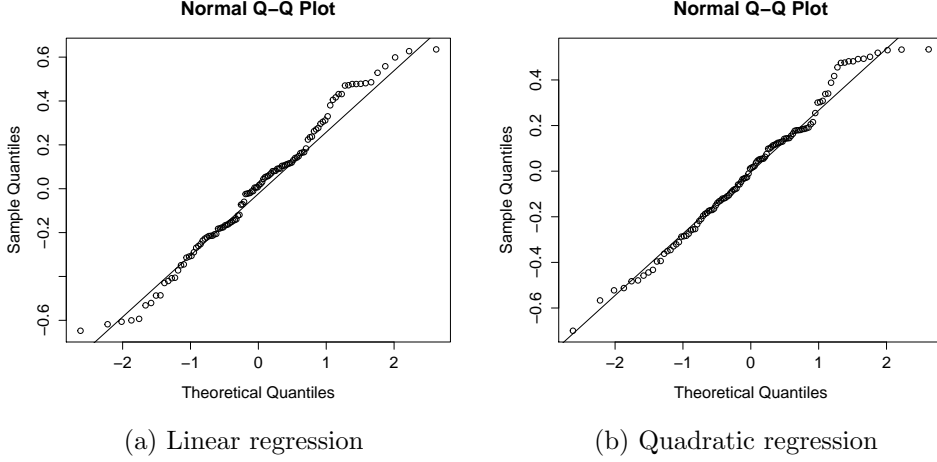 Normal Q−Q Plot
Sample Quantiles
0.6
0.4
0.2
0.0
−0.2
−0.6
−2
−1
0
1
2
Theoretical Quantiles
(a) Linear regression
Normal Q−Q Plot
Sample Quantiles
0.4
0.2
0.0
−0.2
−0.4
−0.6
−2
−1
0
1
2
Theoretical Quantiles
(b) Quadratic regression